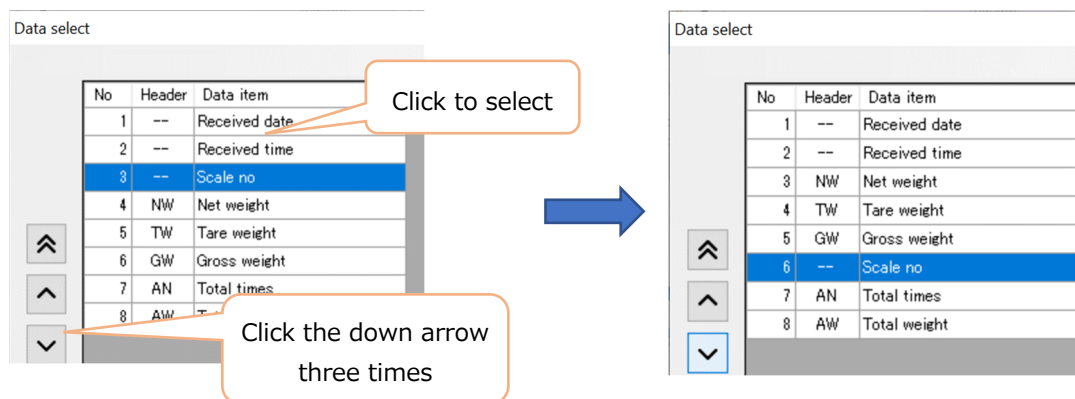 Data select
No Header Data item
1 -- Received date
2 -- Received time
3 -- Scale no
4 NW Net weight
5 TW Tare weight
6 GW Gross weight
7 AN Total times
8 AW
Click to select
Click the down arrow
three times
Data select
No Header Data item
1 -- Received date
2 -- Received time
3 NW Net weight
4 TW Tare weight
5 GW Gross weight
6 -- Scale no
7 AN Total times
8 AW Total weight